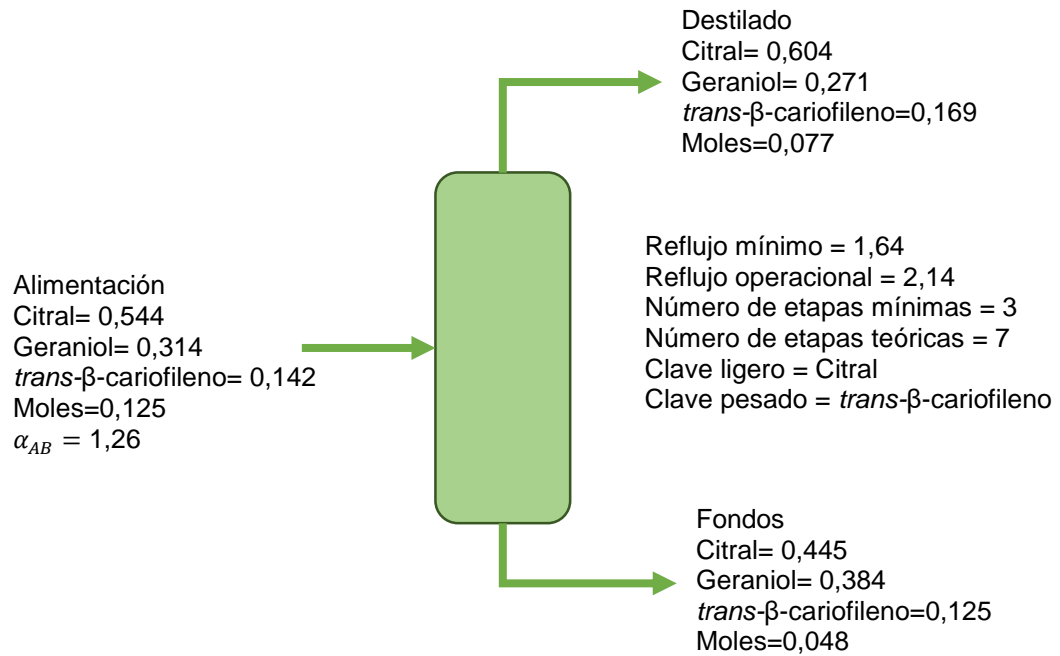 Destilado
Citral= 0,604
Geraniol= 0,271
trans-β-cariofileno=0,169
Moles=0,077
Reflujo mínimo = 1,64
Reflujo operacional = 2,14
Número de etapas mínimas = 3
Número de etapas teóricas = 7
Clave ligero = Citral
Clave pesado = trans-β-cariofileno
Alimentación
Citral= 0,544
Geraniol= 0,314
trans-β-cariofileno= 0,142
Moles=0,125
α_AB = 1,26
Fondos
Citral= 0,445
Geraniol= 0,384
trans-β-cariofileno=0,125
Moles=0,048